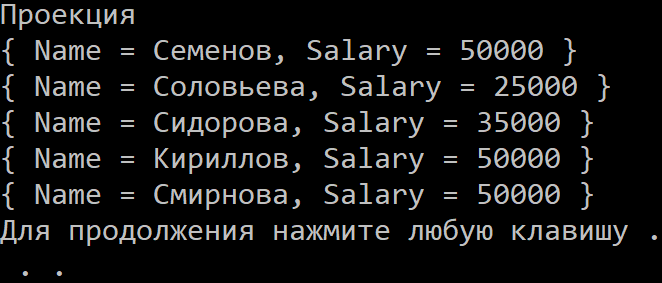 Проекция
{ Name = Семенов, Salary = 50000 }
{ Name = Соловьева, Salary = 25000 }
{ Name = Сидорова, Salary = 35000 }
{ Name = Кириллов, Salary = 50000 }
{ Name = Смирнова, Salary = 50000 }
Для продолжения нажмите любую клавишу .
. .